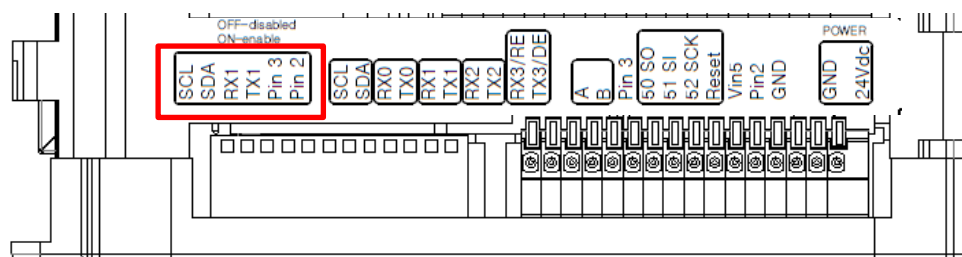 OFF-disabled
ON-enable
POWER
SCL
SDA
RX1
TX1
Pin 3
Pin 2
SCL
SDA
RX0
TX0
RX1
TX1
RX2
TX2
RX3/RE
TX3/DE
A
B
Pin 3
50 SO
51 SI
52 SCK
Reset
Vin5
Pin2
GND
GND
24Vdc